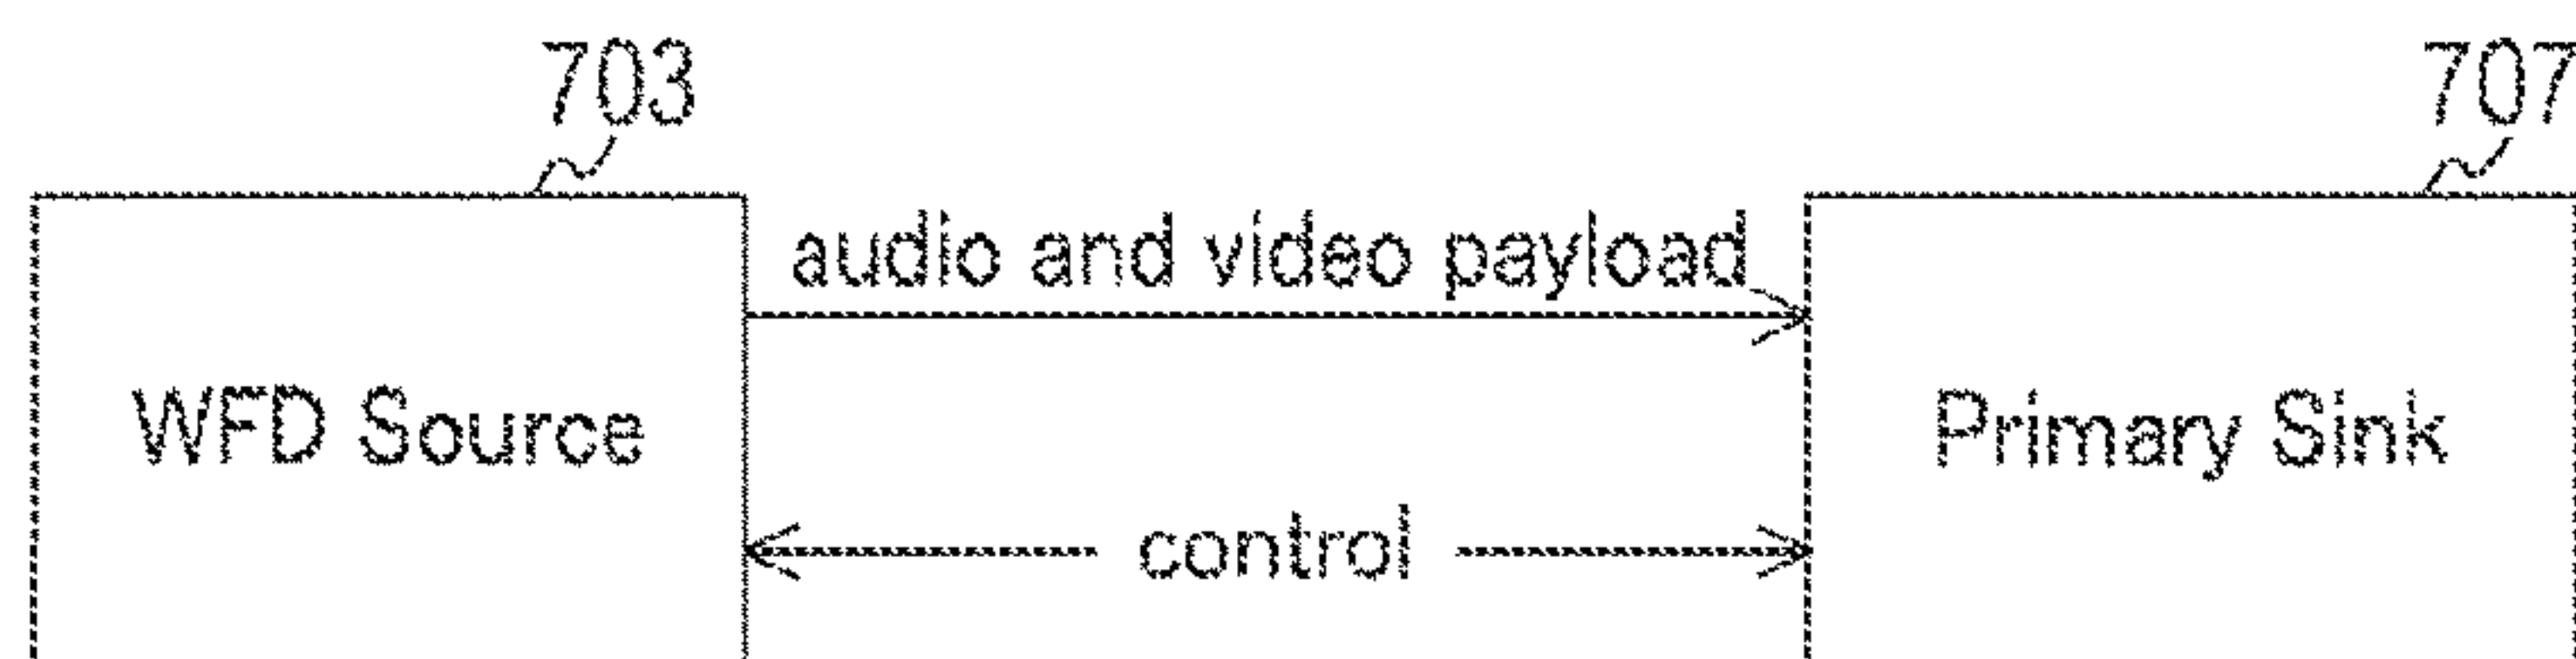 703
707
audio and video payload
WFD Source
Primary Sink
control